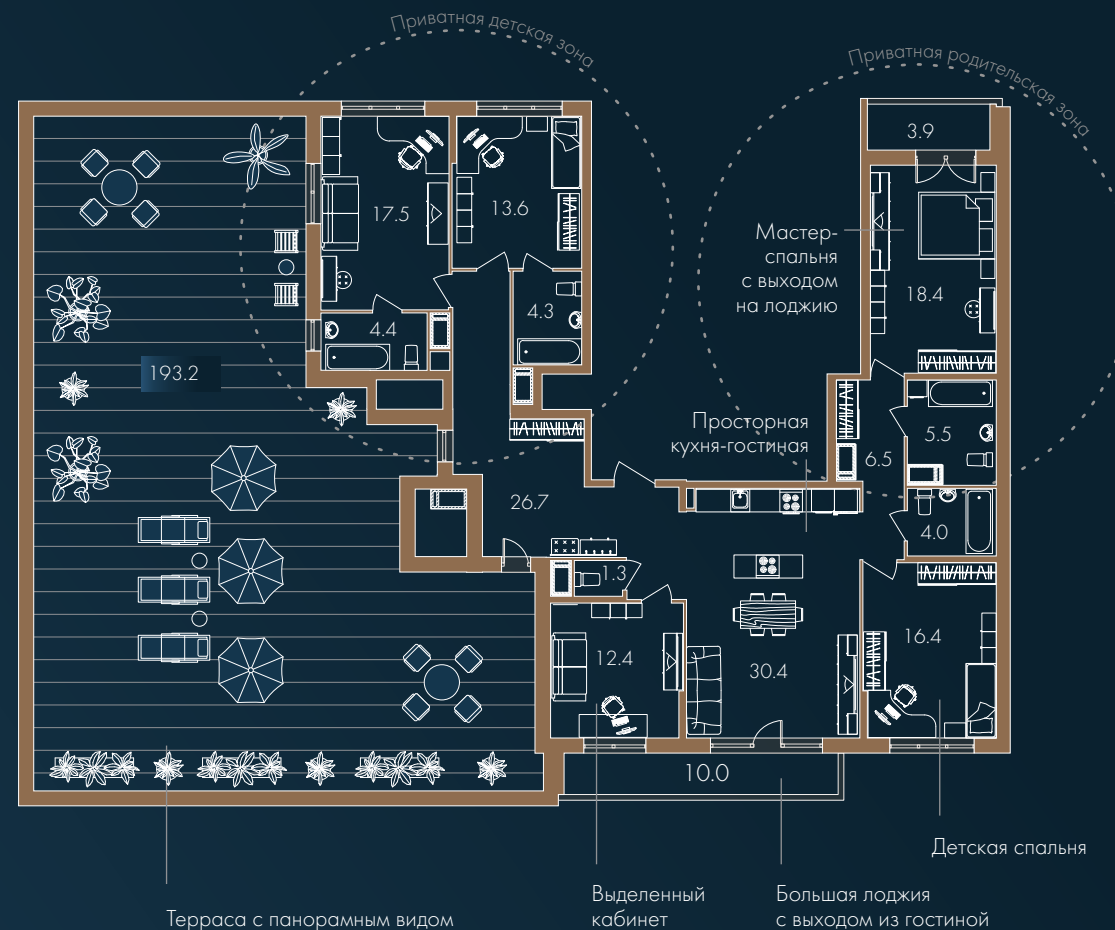 Приватная детская зона
Приватная родительская зона
3.9
17.5
13.6
Мастер-
спальня
с выходом
на лоджию
18.4
4.3
4.4
193.2
Просторная
кухня-гостиная
5.5
6.5
26.7
4.0
1.3
16.4
12.4
30.4
10.0
Детская спальня
Выделенный
кабинет
Большая лоджия
с выходом из гостиной
Терраса с панорамным видом